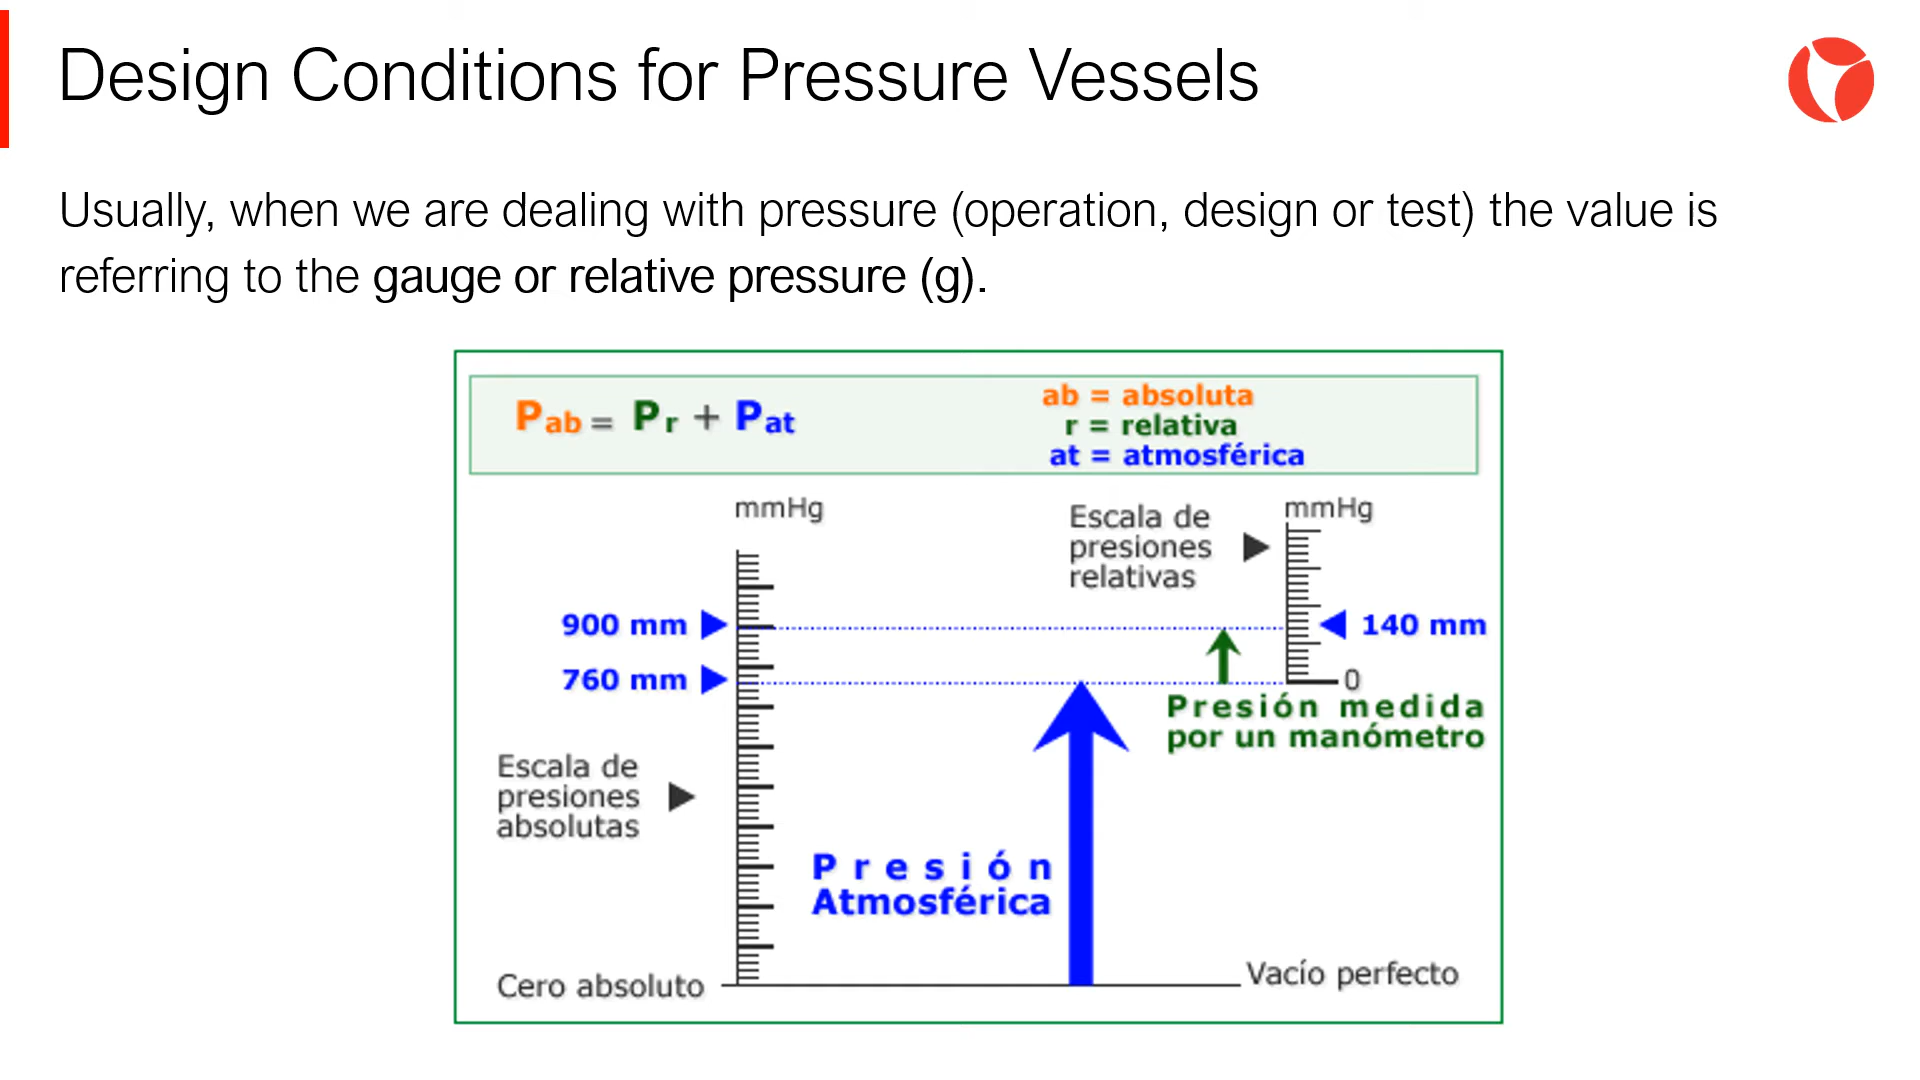 Design Conditions for Pressure Vessels
Usually, when we are dealing with pressure (operation, design or test) the value is
referring to the gauge or relative pressure (g).
Pab = Pr + Pat
ab = absoluta
r = relativa
at = atmosférica
mmHg
Escala de
presiones
relativas
mmHg
900 mm
140 mm
760 mm
0
Presión medida
por un manómetro
Escala de
presiones
absolutas
Presión
Atmosférica
Cero absoluto
Vacío perfecto